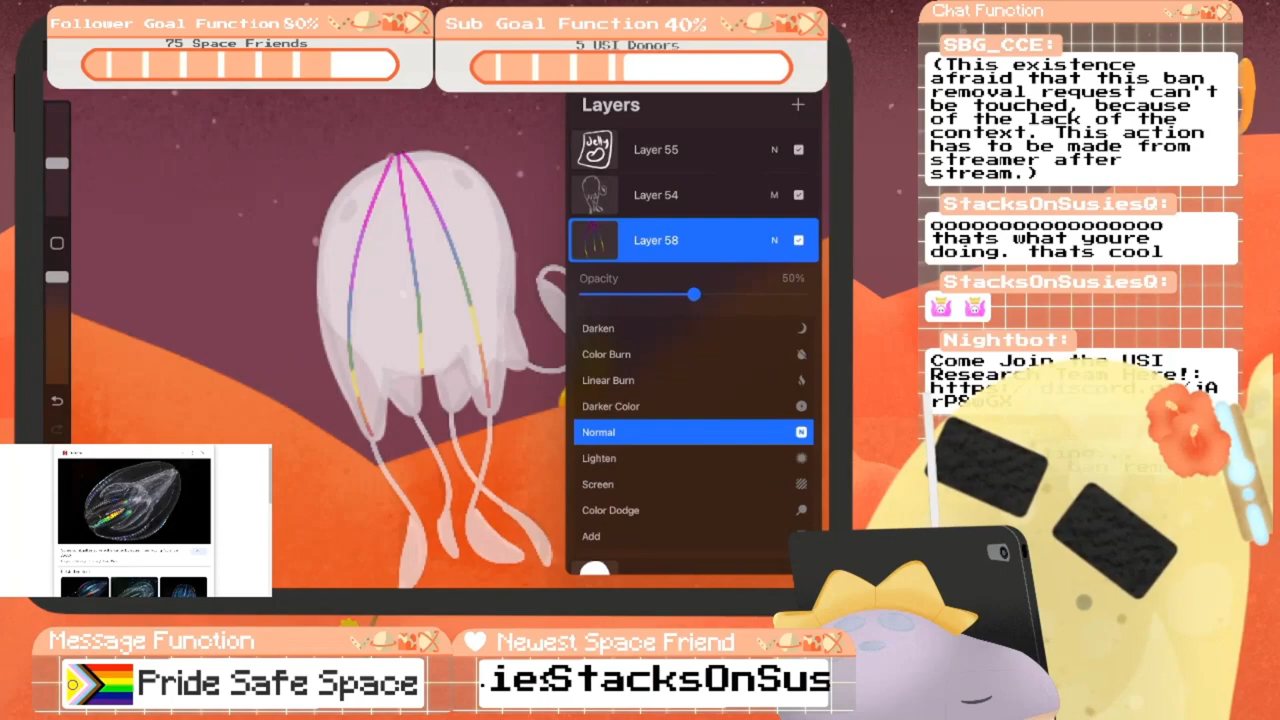 Follower Goal Function 80%
75 Space Friends
Sub Goal Function 40%
5 USI Donors
Layers
Layer 55
N
Layer 54
M
Layer 58
N
Opacity
50%
Darken
Color Burn
Linear Burn
Darker Color
Normal
N
Lighten
Screen
Color Dodge
Add
Jelly
Chat Function
SBG_CCE:
(This existence
afraid that this ban
removal request can't
be touched, because
of the lack of the
context. This action
has to be made from
streamer after
stream.)
StacksOnSusiesQ:
ooooooooooooooooo
thats what youre
doing. thats cool
StacksOnSusiesQ:
Nightbot:
Come Join the USI
Research Team Here!:
Message Function
Pride Safe Space
Newest Space Friend
StacksOnSus